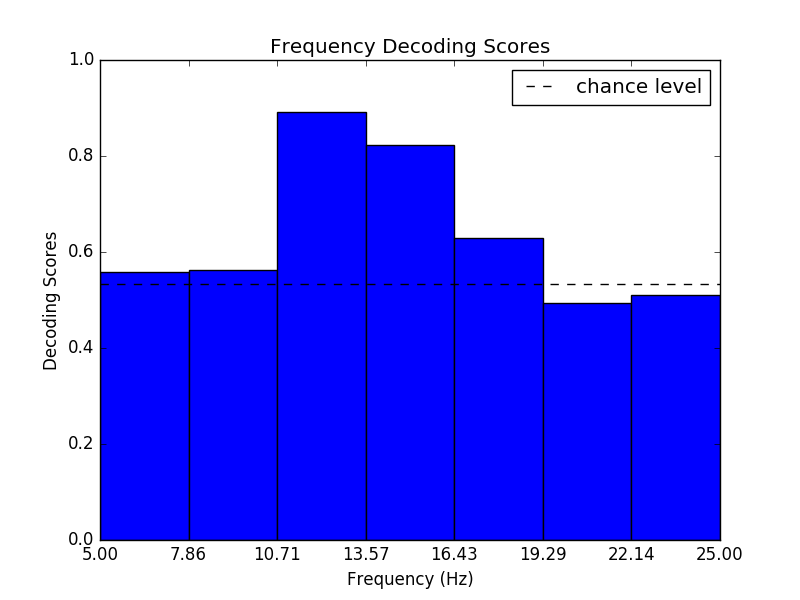 Frequency Decoding Scores
chance level
1.0
0.8
0.6
0.4
0.2
0.0
Decoding Scores
5.00 7.86 10.71 13.57 16.43 19.29 22.14 25.00
Frequency (Hz)